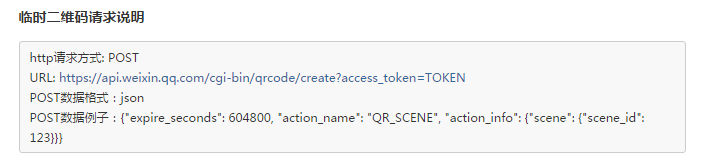 临时二维码请求说明
http请求方式: POST
URL: https://api.weixin.qq.com/cgi-bin/qrcode/create?access_token=TOKEN
POST数据格式：json
POST数据例子：{"expire_seconds": 604800, "action_name": "QR_SCENE", "action_info": {"scene": {"scene_id":
123}}}